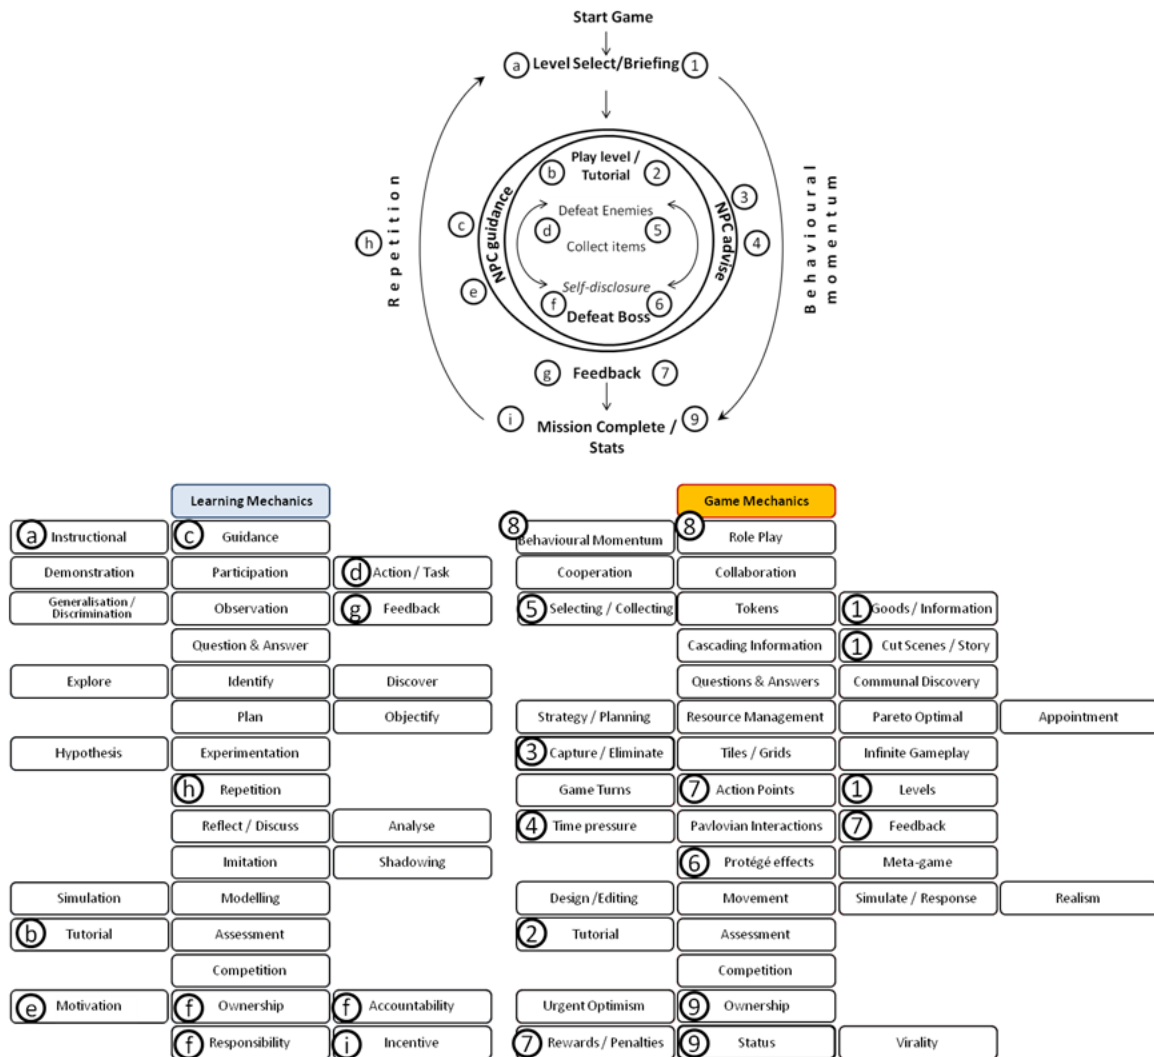 Start Game
a Level Select/Briefing 1
Repetition
Behavioural
momentum
b Play level / 2
Tutorial
NPC guidance
NPC advise
3
c
4
h
Defeat Enemies
d 5
Collect items
e
Self-disclosure
f 6
Defeat Boss
g Feedback 7
i Mission Complete / 9
Stats
Learning Mechanics Game Mechanics
a Instructional c Guidance 8 Behavioural Momentum 8 Role Play
Demonstration Participation d Action / Task Cooperation Collaboration
Generalisation /
Discrimination Observation g Feedback 5 Selecting / Collecting Tokens 1 Goods / Information
Question & Answer Cascading Information 1 Cut Scenes / Story
Explore Identify Discover Questions & Answers Communal Discovery
Plan Objectify Strategy / Planning Resource Management Pareto Optimal Appointment
Hypothesis Experimentation 3 Capture / Eliminate Tiles / Grids Infinite Gameplay
h Repetition Game Turns 7 Action Points 1 Levels
Reflect / Discuss Analyse 4 Time pressure Pavlovian Interactions 7 Feedback
Imitation Shadowing 6 Protégé effects Meta-game
Simulation Modelling Design /Editing Movement Simulate / Response Realism
b Tutorial Assessment 2 Tutorial Assessment
Competition Competition
e Motivation f Ownership f Accountability Urgent Optimism 9 Ownership
f Responsibility i Incentive 7 Rewards / Penalties 9 Status Virality